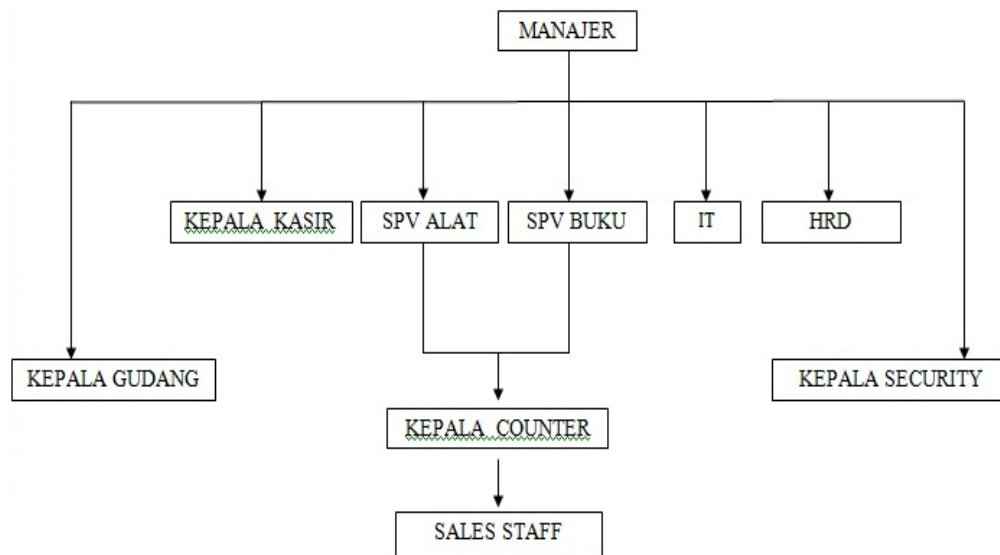 MANAJER
KEPALA KASIR
SPV ALAT
SPV BUKU
IT
HRD
KEPALA GUDANG
KEPALA SECURITY
KEPALA COUNTER
SALES STAFF